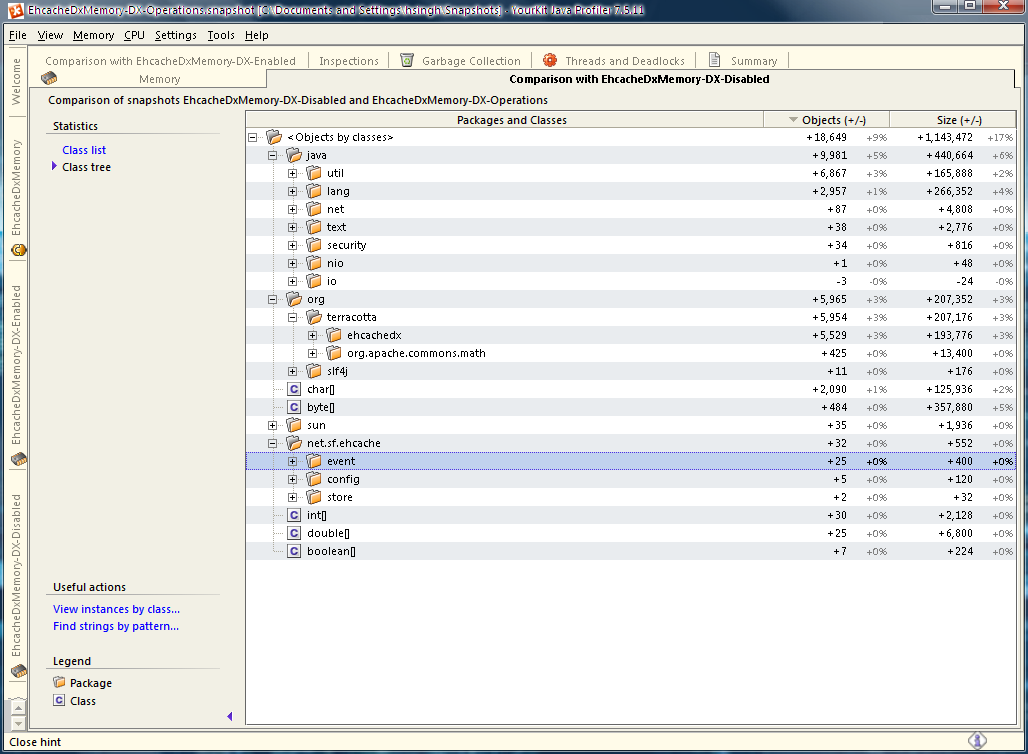 EhcacheDxMemory-DX-Operations.snapshot [C:\Documents and Settings\hsingh\Snapshots] - YourKit Java Profiler 7.5.11
File View Memory CPU Settings Tools Help
Comparison with EhcacheDxMemory-DX-Enabled Inspections Garbage Collection Threads and Deadlocks Summary
Memory Comparison with EhcacheDxMemory-DX-Disabled
Welcome
EhcacheDxMemory
EhcacheDxMemory-DX-Enabled
EhcacheDxMemory-DX-Disabled
Comparison of snapshots EhcacheDxMemory-DX-Disabled and EhcacheDxMemory-DX-Operations
Statistics
Class list
Class tree
Packages and Classes Objects (+/-) Size (+/-)
<Objects by classes> +18,649 +9% +1,143,472 +17%
java +9,981 +5% +440,664 +6%
util +6,867 +3% +165,888 +2%
lang +2,957 +1% +266,352 +4%
net +87 +0% +4,808 +0%
text +38 +0% +2,776 +0%
security +34 +0% +816 +0%
nio +1 +0% +48 +0%
io -3 -0% -24 -0%
org +5,965 +3% +207,352 +3%
terracotta +5,954 +3% +207,176 +3%
ehcachedx +5,529 +3% +193,776 +3%
org.apache.commons.math +425 +0% +13,400 +0%
slf4j +11 +0% +176 +0%
C char[] +2,090 +1% +125,936 +2%
C byte[] +484 +0% +357,880 +5%
sun +35 +0% +1,936 +0%
net.sf.ehcache +32 +0% +552 +0%
event +25 +0% +400 +0%
config +5 +0% +120 +0%
store +2 +0% +32 +0%
C int[] +30 +0% +2,128 +0%
C double[] +25 +0% +6,800 +0%
C boolean[] +7 +0% +224 +0%
Useful actions
View instances by class...
Find strings by pattern...
Legend
Package
C Class
Close hint